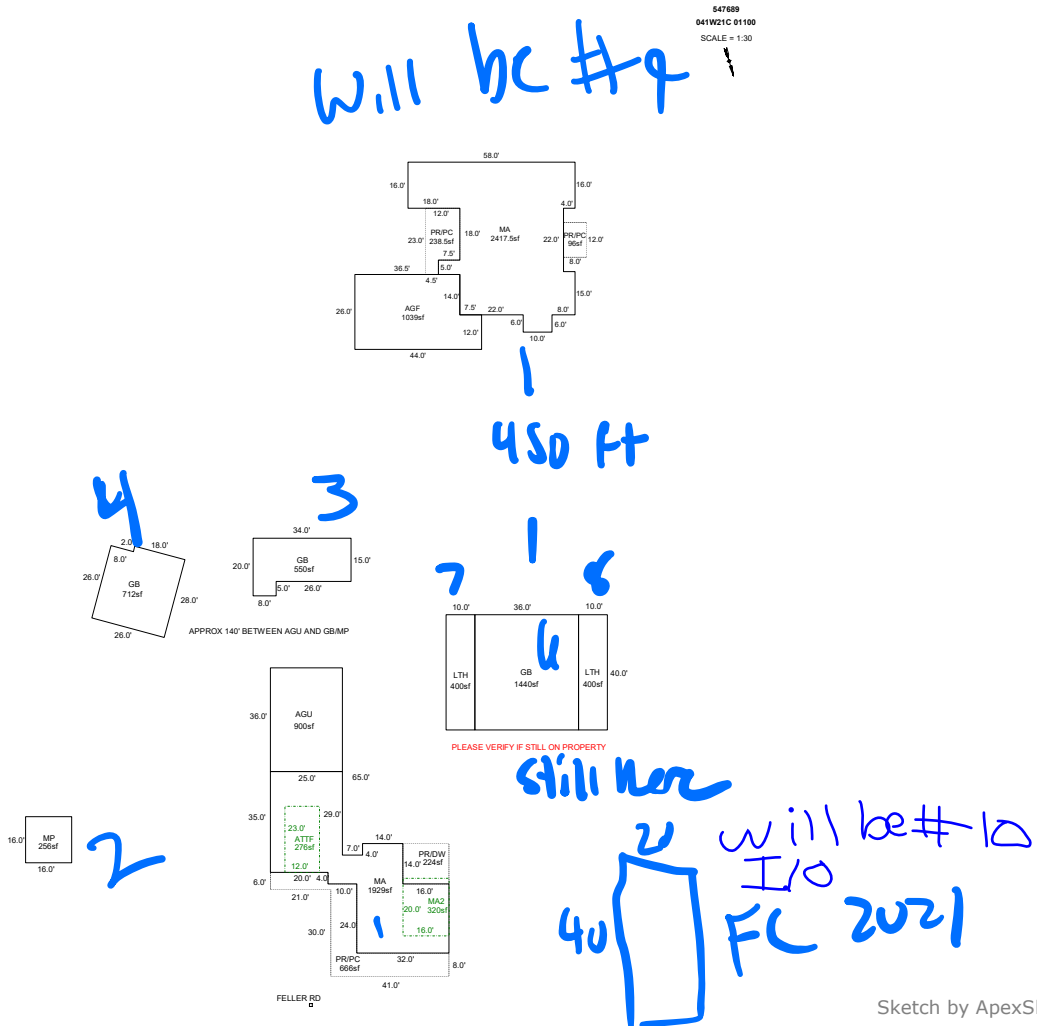 547689
041W21C 01100
SCALE = 1:30
will be #9
58.0'
16.0'
16.0'
18.0'
12.0'
4.0'
23.0'
PR/PC
238.5sf
18.0'
MA
2417.5sf
22.0'
PR/PC
96sf
12.0'
7.5'
8.0'
36.5'
5.0'
4.5'
14.0'
15.0'
26.0'
AGF
1039sf
7.5'
22.0'
8.0'
12.0'
6.0'
6.0'
10.0'
44.0'
450 ft
4
3
2.0'
18.0'
8.0'
26.0'
GB
712sf
28.0'
26.0'
34.0'
20.0'
GB
550sf
15.0'
5.0'
26.0'
8.0'
APPROX 140' BETWEEN AGU AND GB/MP
7
8
10.0'
36.0'
10.0'
6
LTH
400sf
GB
1440sf
LTH
400sf
40.0'
PLEASE VERIFY IF STILL ON PROPERTY
still here
36.0'
AGU
900sf
25.0'
65.0'
35.0'
29.0'
23.0'
ATTF
276sf
12.0'
14.0'
7.0'
4.0'
14.0'
PR/DW
224sf
6.0'
20.0'
4.0'
10.0'
MA
1929sf
16.0'
21.0'
MA2
320sf
20.0'
16.0'
24.0'
1
30.0'
PR/PC
666sf
32.0'
8.0'
41.0'
16.0'
MP
256sf
16.0'
2
FELLER RD
20
40
will be #10
I/O
FC 2021